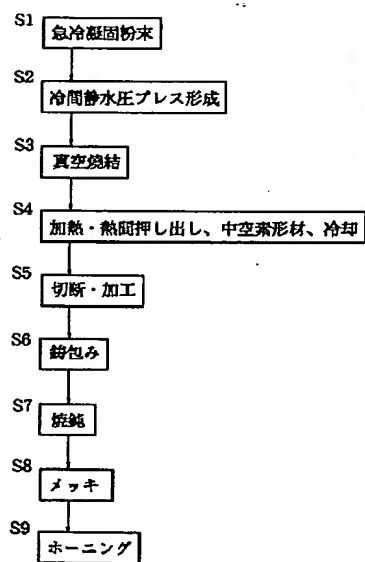 S1
急冷凝固粉末
S2
冷間静水圧プレス形成
S3
真空焼結
S4
加熱・熱間押し出し、中空素形材、冷却
S5
切断・加工
S6
鋳包み
S7
焼鈍
S8
メッキ
S9
ホーニング